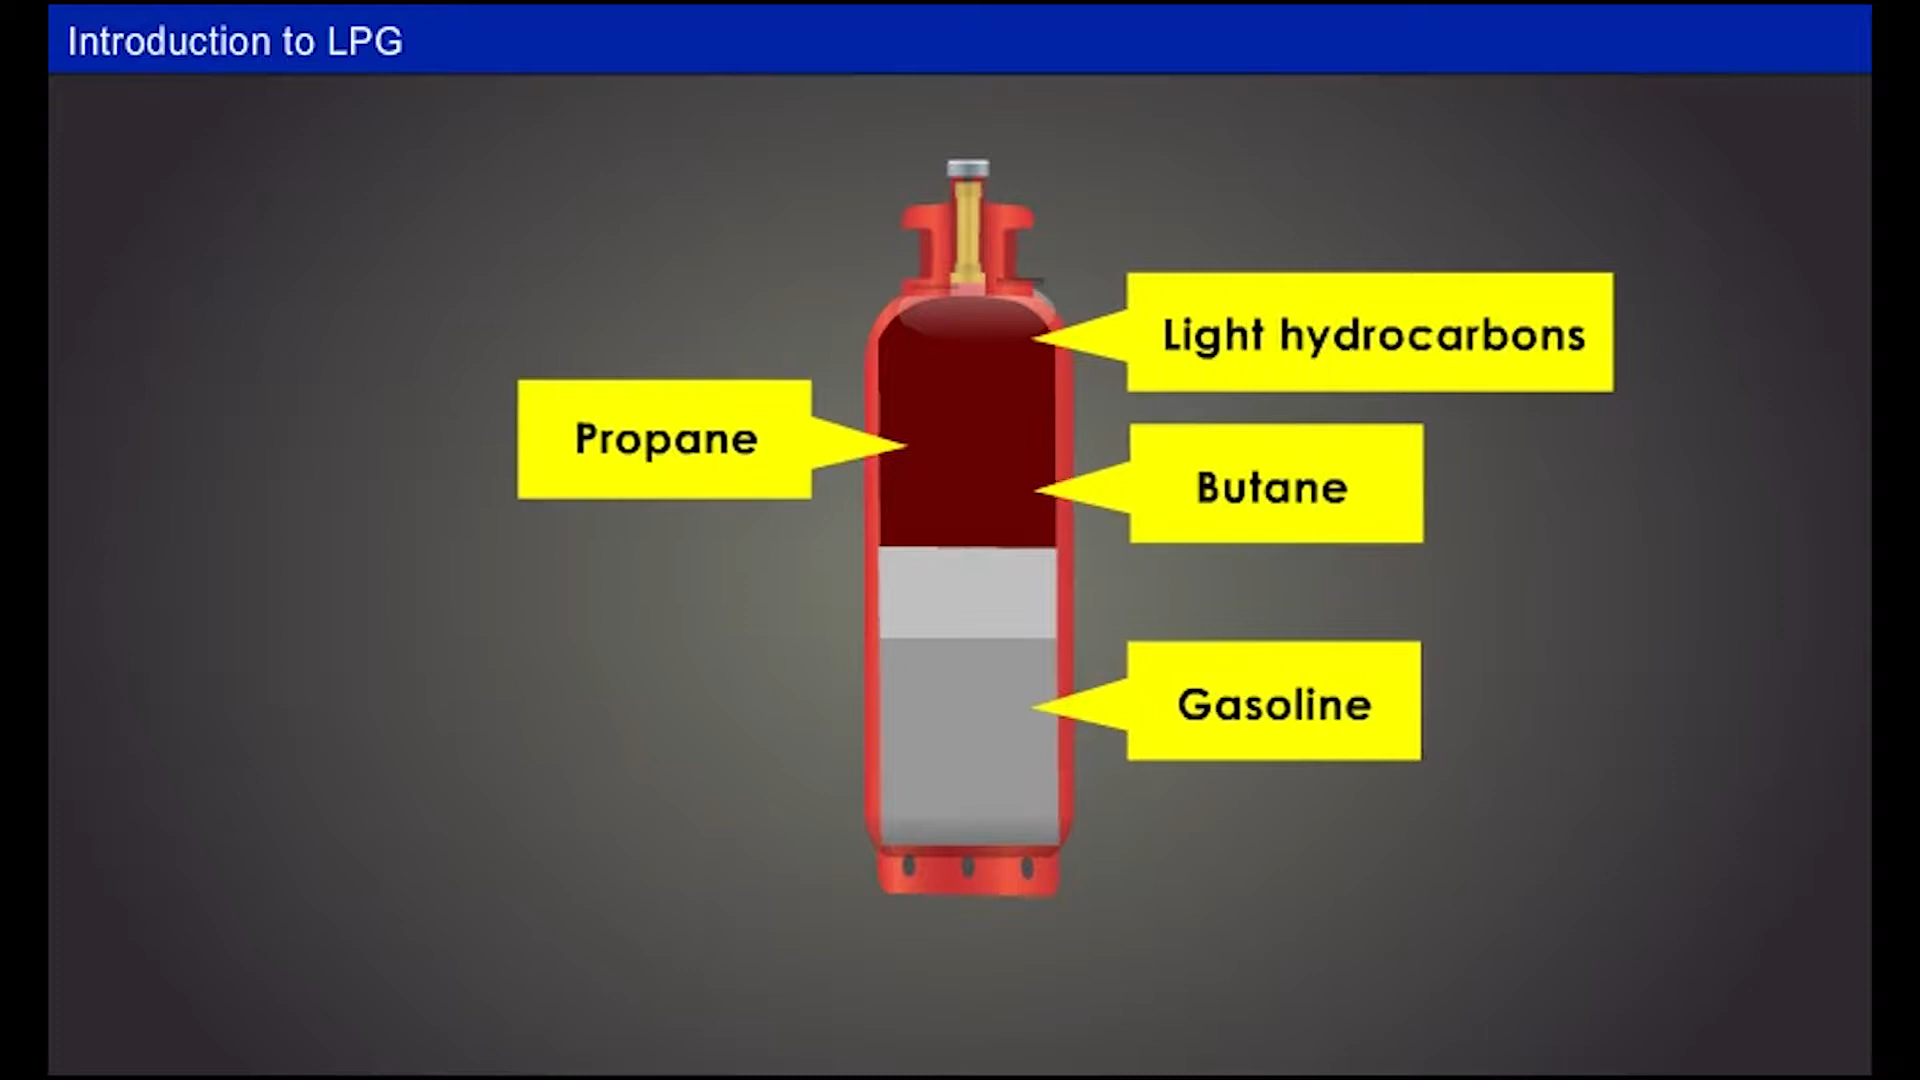 Introduction to LPG
Light hydrocarbons
Propane
Butane
Gasoline